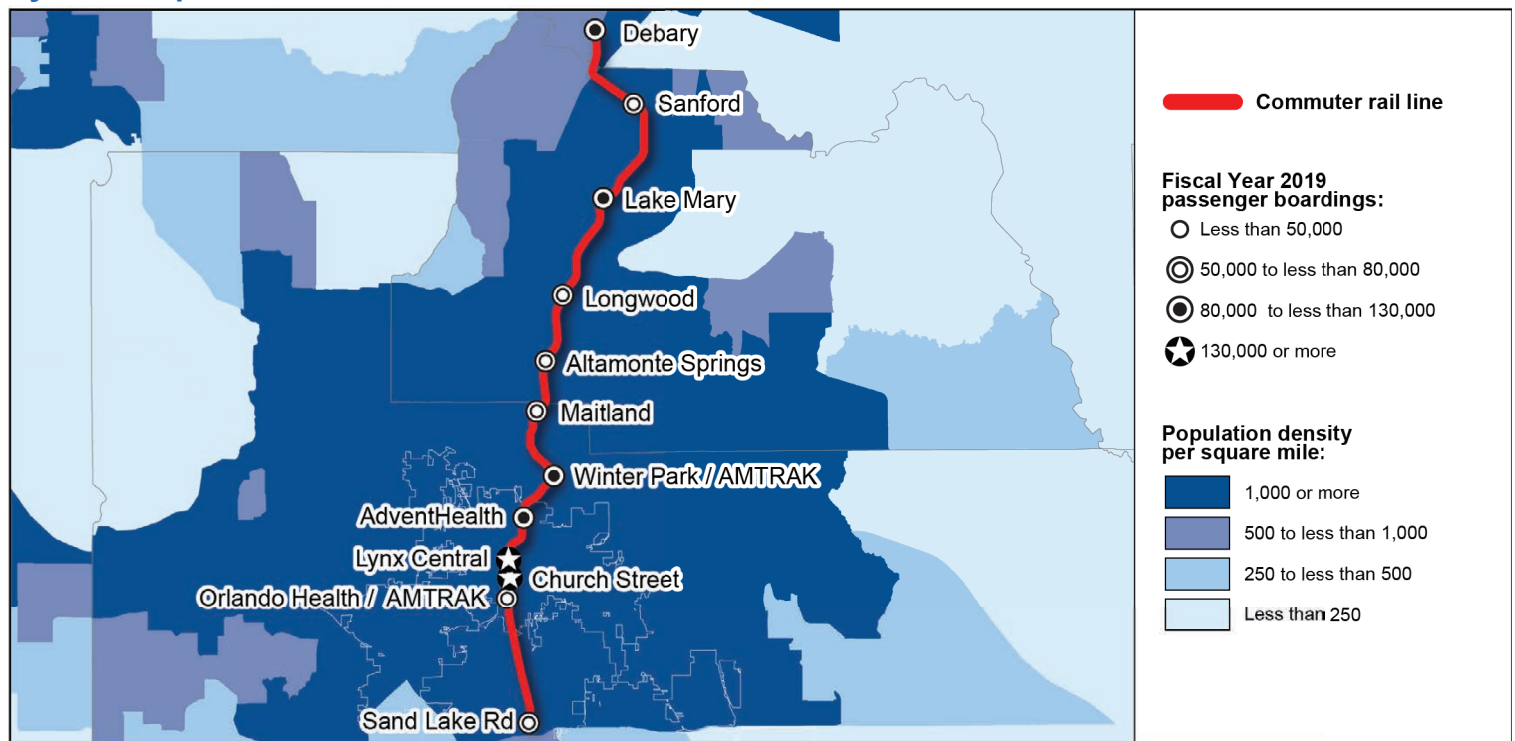 Debary
Sanford
Lake Mary
Longwood
Altamonte Springs
Maitland
Winter Park / AMTRAK
AdventHealth
Lynx Central
Church Street
Orlando Health / AMTRAK
Sand Lake Rd
Commuter rail line
Fiscal Year 2019
passenger boardings:
Less than 50,000
50,000 to less than 80,000
80,000 to less than 130,000
130,000 or more
Population density
per square mile:
1,000 or more
500 to less than 1,000
250 to less than 500
Less than 250